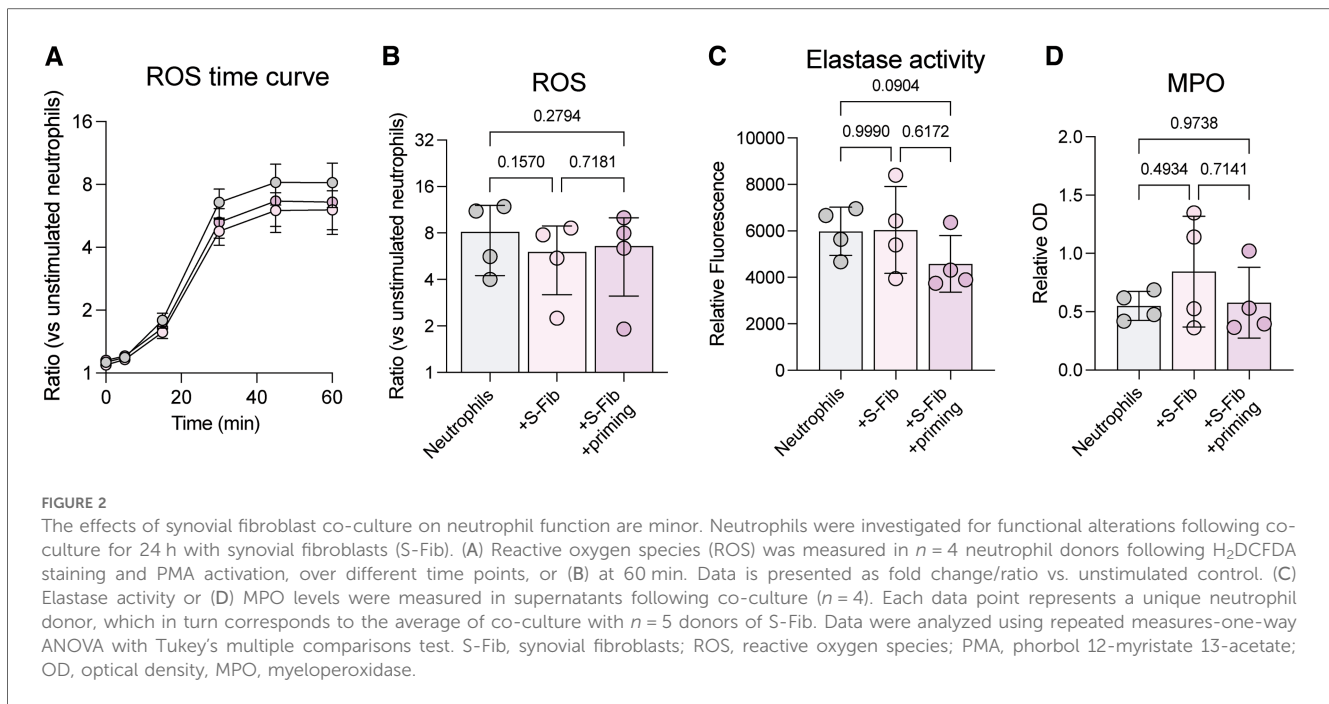 A
ROS time curve
Ratio (vs unstimulated neutrophils)
16
8
4
2
1
0
20
40
60
Time (min)
B
ROS
Ratio (vs unstimulated neutrophils)
32
16
8
4
2
1
0.2794
0.1570
0.7181
Neutrophils
+S-Fib
+S-Fib
+priming
C
Elastase activity
Relative Fluorescence
10000
8000
6000
4000
2000
0
0.0904
0.9990
0.6172
Neutrophils
+S-Fib
+S-Fib
+priming
D
MPO
Relative OD
2.0
1.5
1.0
0.5
0.0
0.9738
0.4934
0.7141
Neutrophils
+S-Fib
+S-Fib
+priming
FIGURE 2
The effects of synovial fibroblast co-culture on neutrophil function are minor. Neutrophils were investigated for functional alterations following co-
culture for 24 h with synovial fibroblasts (S-Fib). (A) Reactive oxygen species (ROS) was measured in n = 4 neutrophil donors following H₂DCFDA
staining and PMA activation, over different time points, or (B) at 60 min. Data is presented as fold change/ratio vs. unstimulated control. (C)
Elastase activity or (D) MPO levels were measured in supernatants following co-culture (n = 4). Each data point represents a unique neutrophil
donor, which in turn corresponds to the average of co-culture with n = 5 donors of S-Fib. Data were analyzed using repeated measures-one-way
ANOVA with Tukey's multiple comparisons test. S-Fib, synovial fibroblasts; ROS, reactive oxygen species; PMA, phorbol 12-myristate 13-acetate;
OD, optical density, MPO, myeloperoxidase.